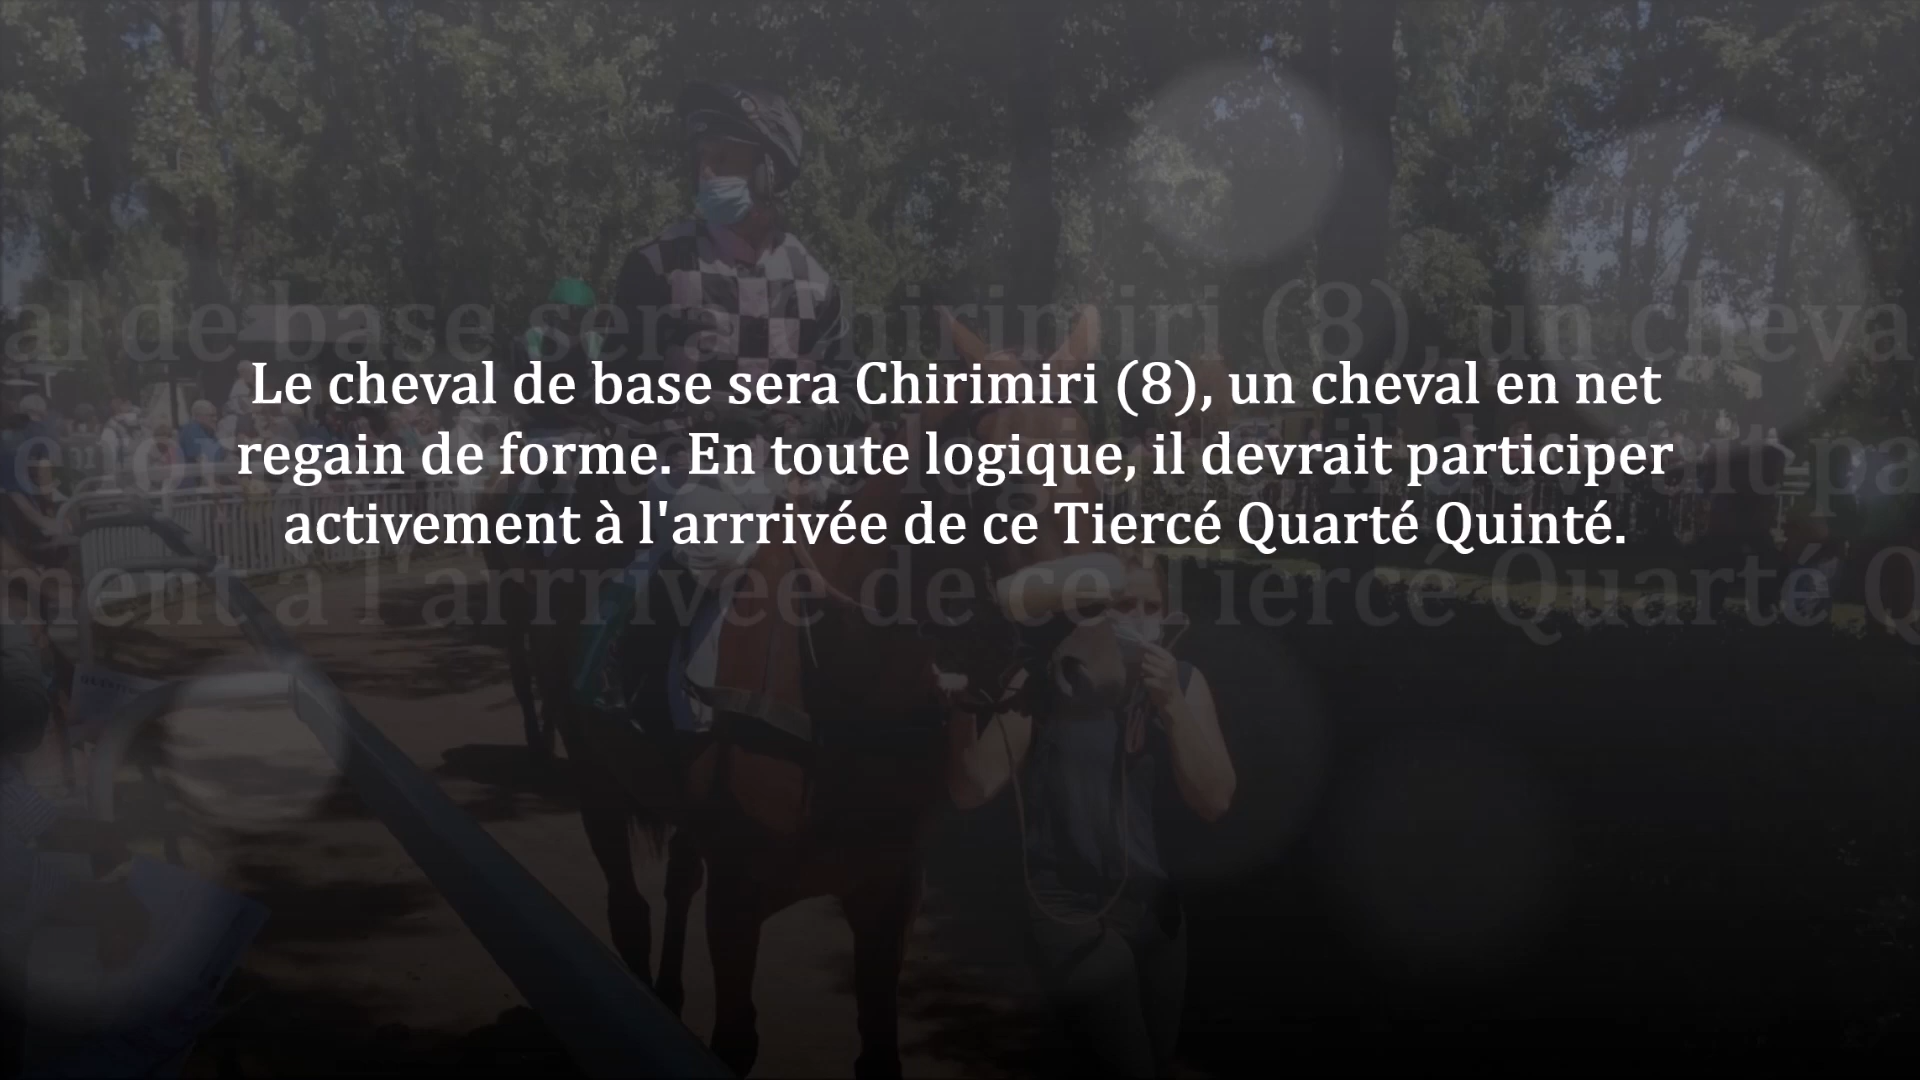 Le cheval de base sera Chirimiri (8), un cheval en net
regain de forme. En toute logique, il devrait participer
activement à l'arrrivée de ce Tiercé Quarté Quinté.